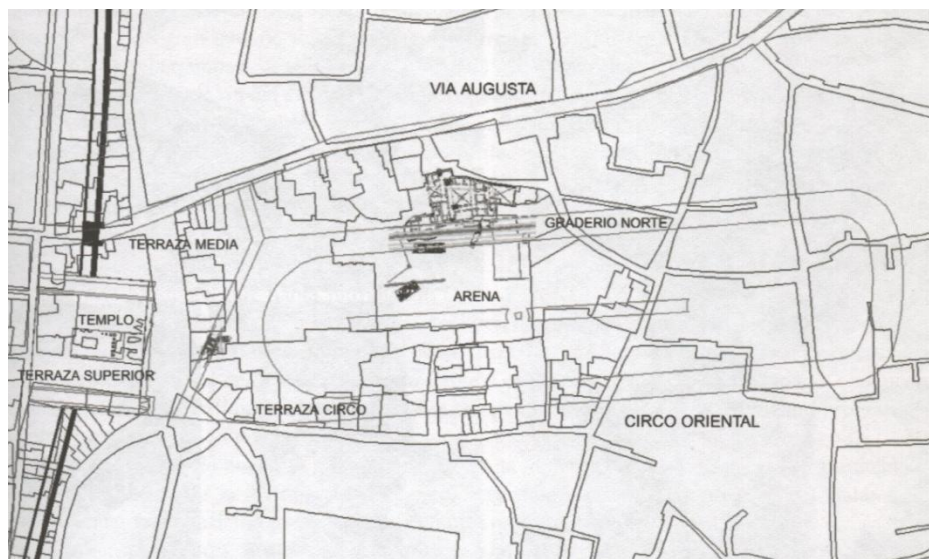 VIA AUGUSTA
GRADERIO NORTE
TERRAZA MEDIA
ARENA
TEMPLO
TERRAZA SUPERIOR
TERRAZA CIRCO
CIRCO ORIENTAL